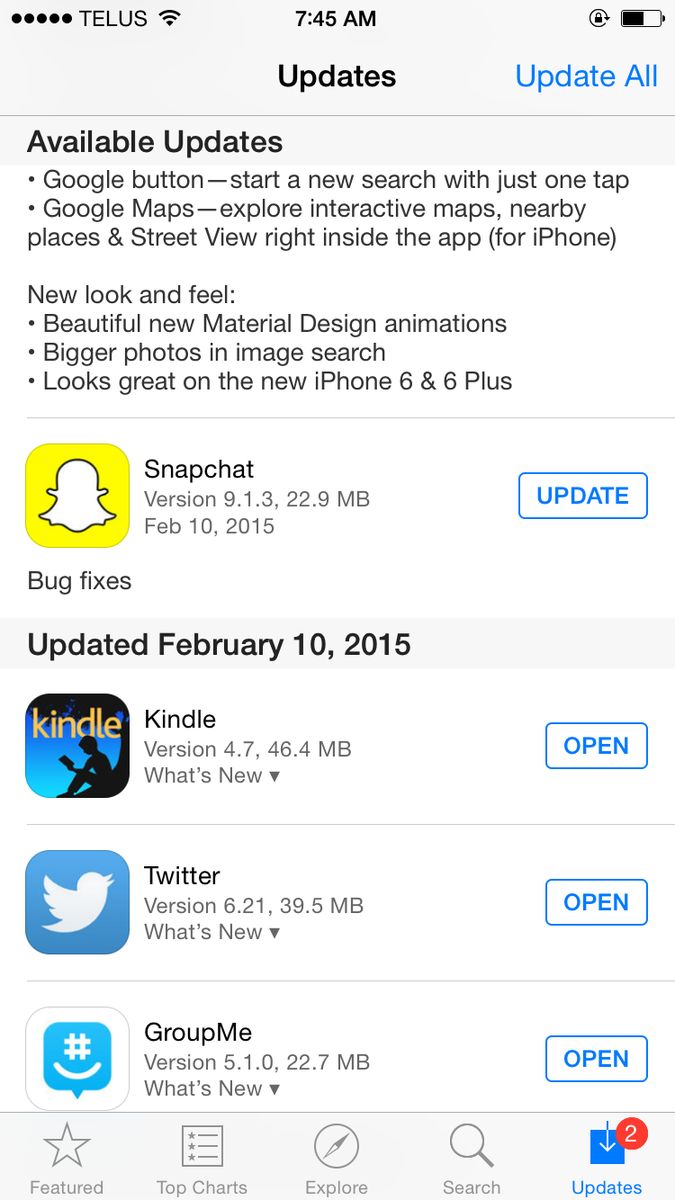 TELUS 7:45 AM
Updates Update All
Available Updates
• Google button—start a new search with just one tap
• Google Maps—explore interactive maps, nearby
places & Street View right inside the app (for iPhone)
New look and feel:
• Beautiful new Material Design animations
• Bigger photos in image search
• Looks great on the new iPhone 6 & 6 Plus
Snapchat
Version 9.1.3, 22.9 MB
UPDATE
Feb 10, 2015
Bug fixes
Updated February 10, 2015
kindle
Kindle
Version 4.7, 46.4 MB
OPEN
What's New ▾
Twitter
Version 6.21, 39.5 MB
OPEN
What's New ▾
#
GroupMe
Version 5.1.0, 22.7 MB
OPEN
What's New ▾
2
Featured Top Charts Explore Search Updates